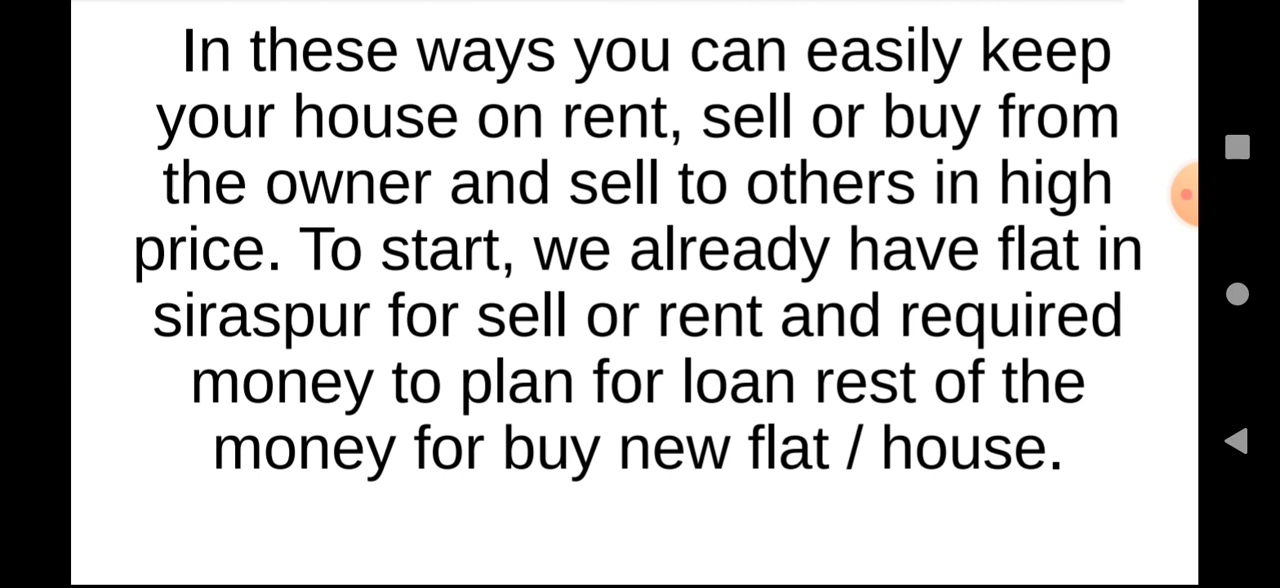 In these ways you can easily keep
your house on rent, sell or buy from
the owner and sell to others in high
price. To start, we already have flat in
siraspur for sell or rent and required
money to plan for loan rest of the
money for buy new flat / house.